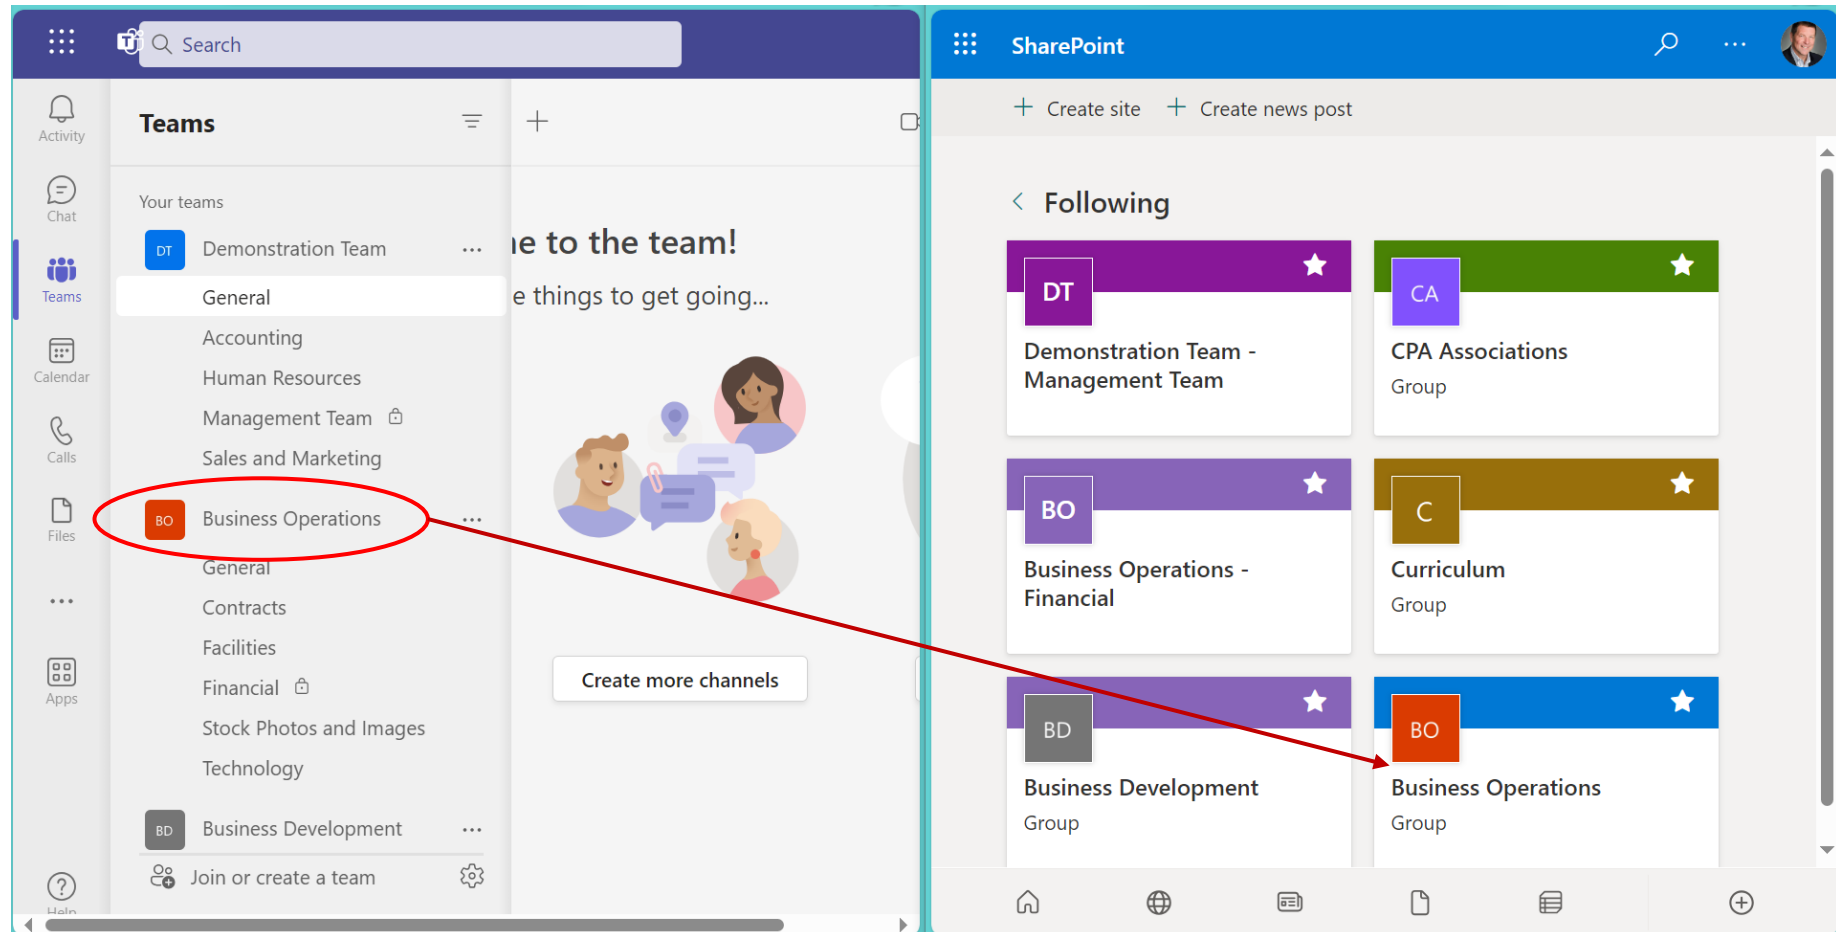 Search
Activity
Chat
Teams
Calendar
Calls
Files
Apps
Help
Teams
Your teams
DT Demonstration Team
General
Accounting
Human Resources
Management Team
Sales and Marketing
BO Business Operations
General
Contracts
Facilities
Financial
Stock Photos and Images
Technology
BD Business Development
Join or create a team
e to the team!
e things to get going...
Create more channels
SharePoint
+ Create site + Create news post
Following
DT
Demonstration Team -
Management Team
CA
CPA Associations
Group
BO
Business Operations -
Financial
C
Curriculum
Group
BD
Business Development
Group
BO
Business Operations
Group